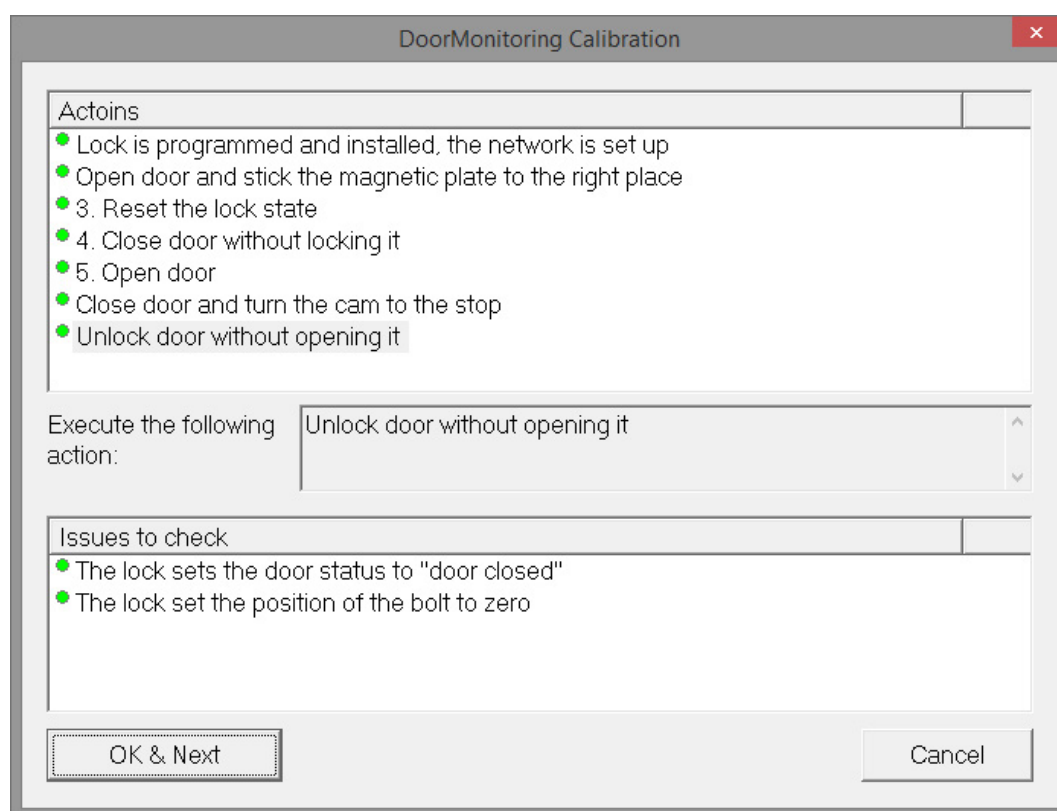 DoorMonitoring Calibration
Actoins
Lock is programmed and installed, the network is set up
Open door and stick the magnetic plate to the right place
3. Reset the lock state
4. Close door without locking it
5. Open door
Close door and turn the cam to the stop
Unlock door without opening it
Execute the following action:
Unlock door without opening it
Issues to check
The lock sets the door status to "door closed"
The lock set the position of the bolt to zero
OK & Next
Cancel